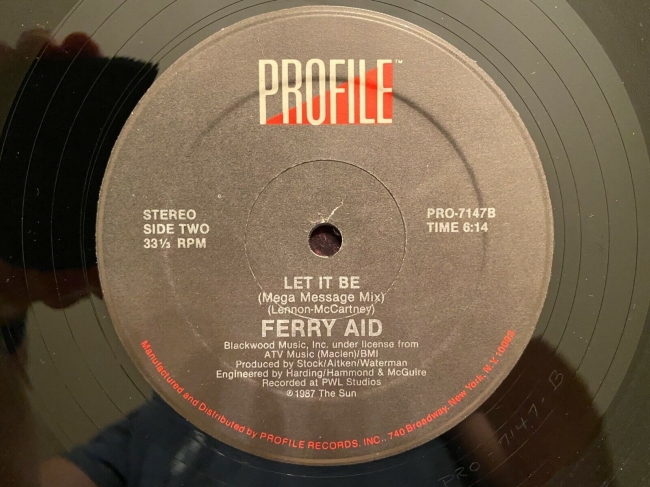 PROFILE™
STEREO
SIDE TWO
33⅓ RPM
PRO-7147B
TIME 6:14
LET IT BE
(Mega Message Mix)
(Lennon-McCartney)
FERRY AID
Blackwood Music, Inc. under license from
ATV Music (Maclen)/BMI
Produced by Stock/Aitken/Waterman
Engineered by Harding/Hammond & McGuire
Recorded at PWL Studios
℗1987 The Sun
Manufactured and Distributed by PROFILE RECORDS, INC., 740 Broadway, New York, N.Y. 10003
PRO-7147-B